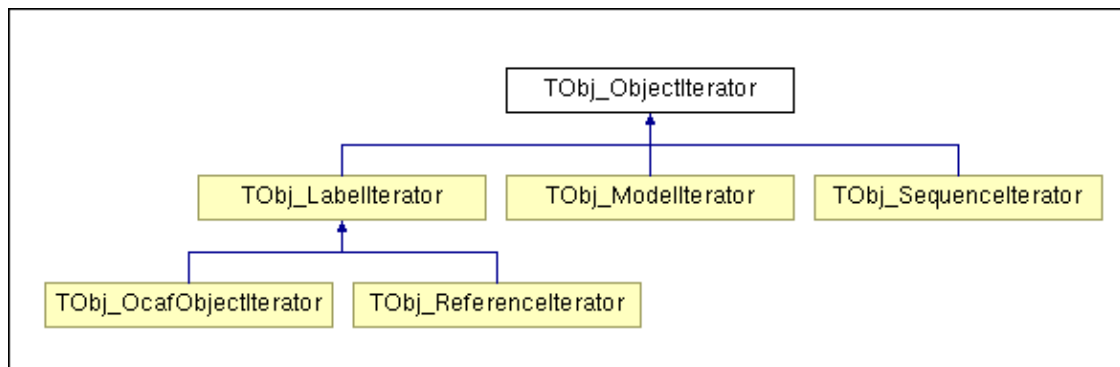 TObj_ObjectIterator
TObj_LabelIterator
TObj_ModelIterator
TObj_SequenceIterator
TObj_OcafObjectIterator
TObj_ReferenceIterator